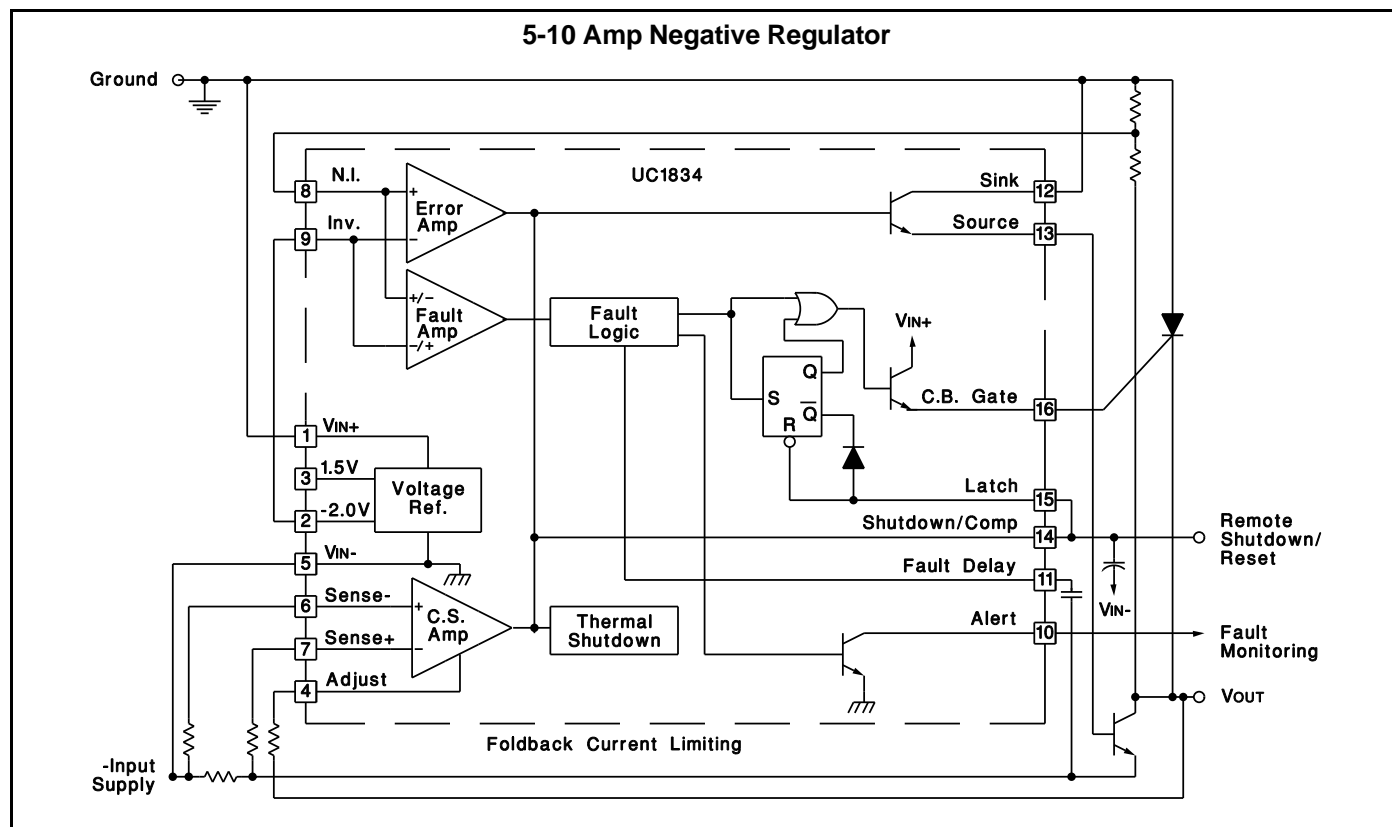 5-10 Amp Negative Regulator
Ground
UC1834
8
N.I.
+
Error
Amp
−
Sink
12
9
Inv.
Source
13
+/−
Fault
Amp
−/+
Fault
Logic
VIN+
S
Q
Q
R
C.B. Gate
16
1
VIN+
3
1.5V
2
-2.0V
Voltage
Ref.
Latch
15
Shutdown/Comp
14
Remote
Shutdown/
Reset
5
VIN-
Fault Delay
11
VIN-
6
Sense-
+
C.S.
Amp
−
Thermal
Shutdown
7
Sense+
Alert
10
Fault
Monitoring
4
Adjust
VOUT
Foldback Current Limiting
-Input
Supply